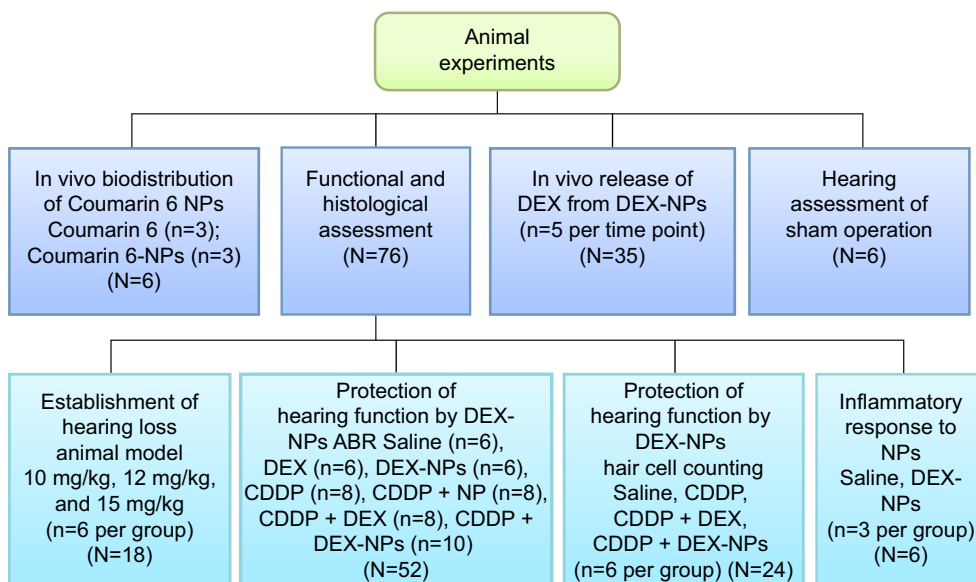 Animal
experiments
In vivo biodistribution
of Coumarin 6 NPs
Coumarin 6 (n=3);
Coumarin 6-NPs (n=3)
(N=6)
Functional and
histological
assessment
(N=76)
In vivo release of
DEX from DEX-NPs
(n=5 per time point)
(N=35)
Hearing
assessment of
sham operation
(N=6)
Establishment of
hearing loss
animal model
10 mg/kg, 12 mg/kg,
and 15 mg/kg
(n=6 per group)
(N=18)
Protection of
hearing function by DEX-
NPs ABR Saline (n=6),
DEX (n=6), DEX-NPs (n=6),
CDDP (n=8), CDDP + NP (n=8),
CDDP + DEX (n=8), CDDP +
DEX-NPs (n=10)
(N=52)
Protection of
hearing function by
DEX-NPs
hair cell counting
Saline, CDDP,
CDDP + DEX,
CDDP + DEX-NPs
(n=6 per group) (N=24)
Inflammatory
response to
NPs
Saline, DEX-
NPs
(n=3 per group)
(N=6)